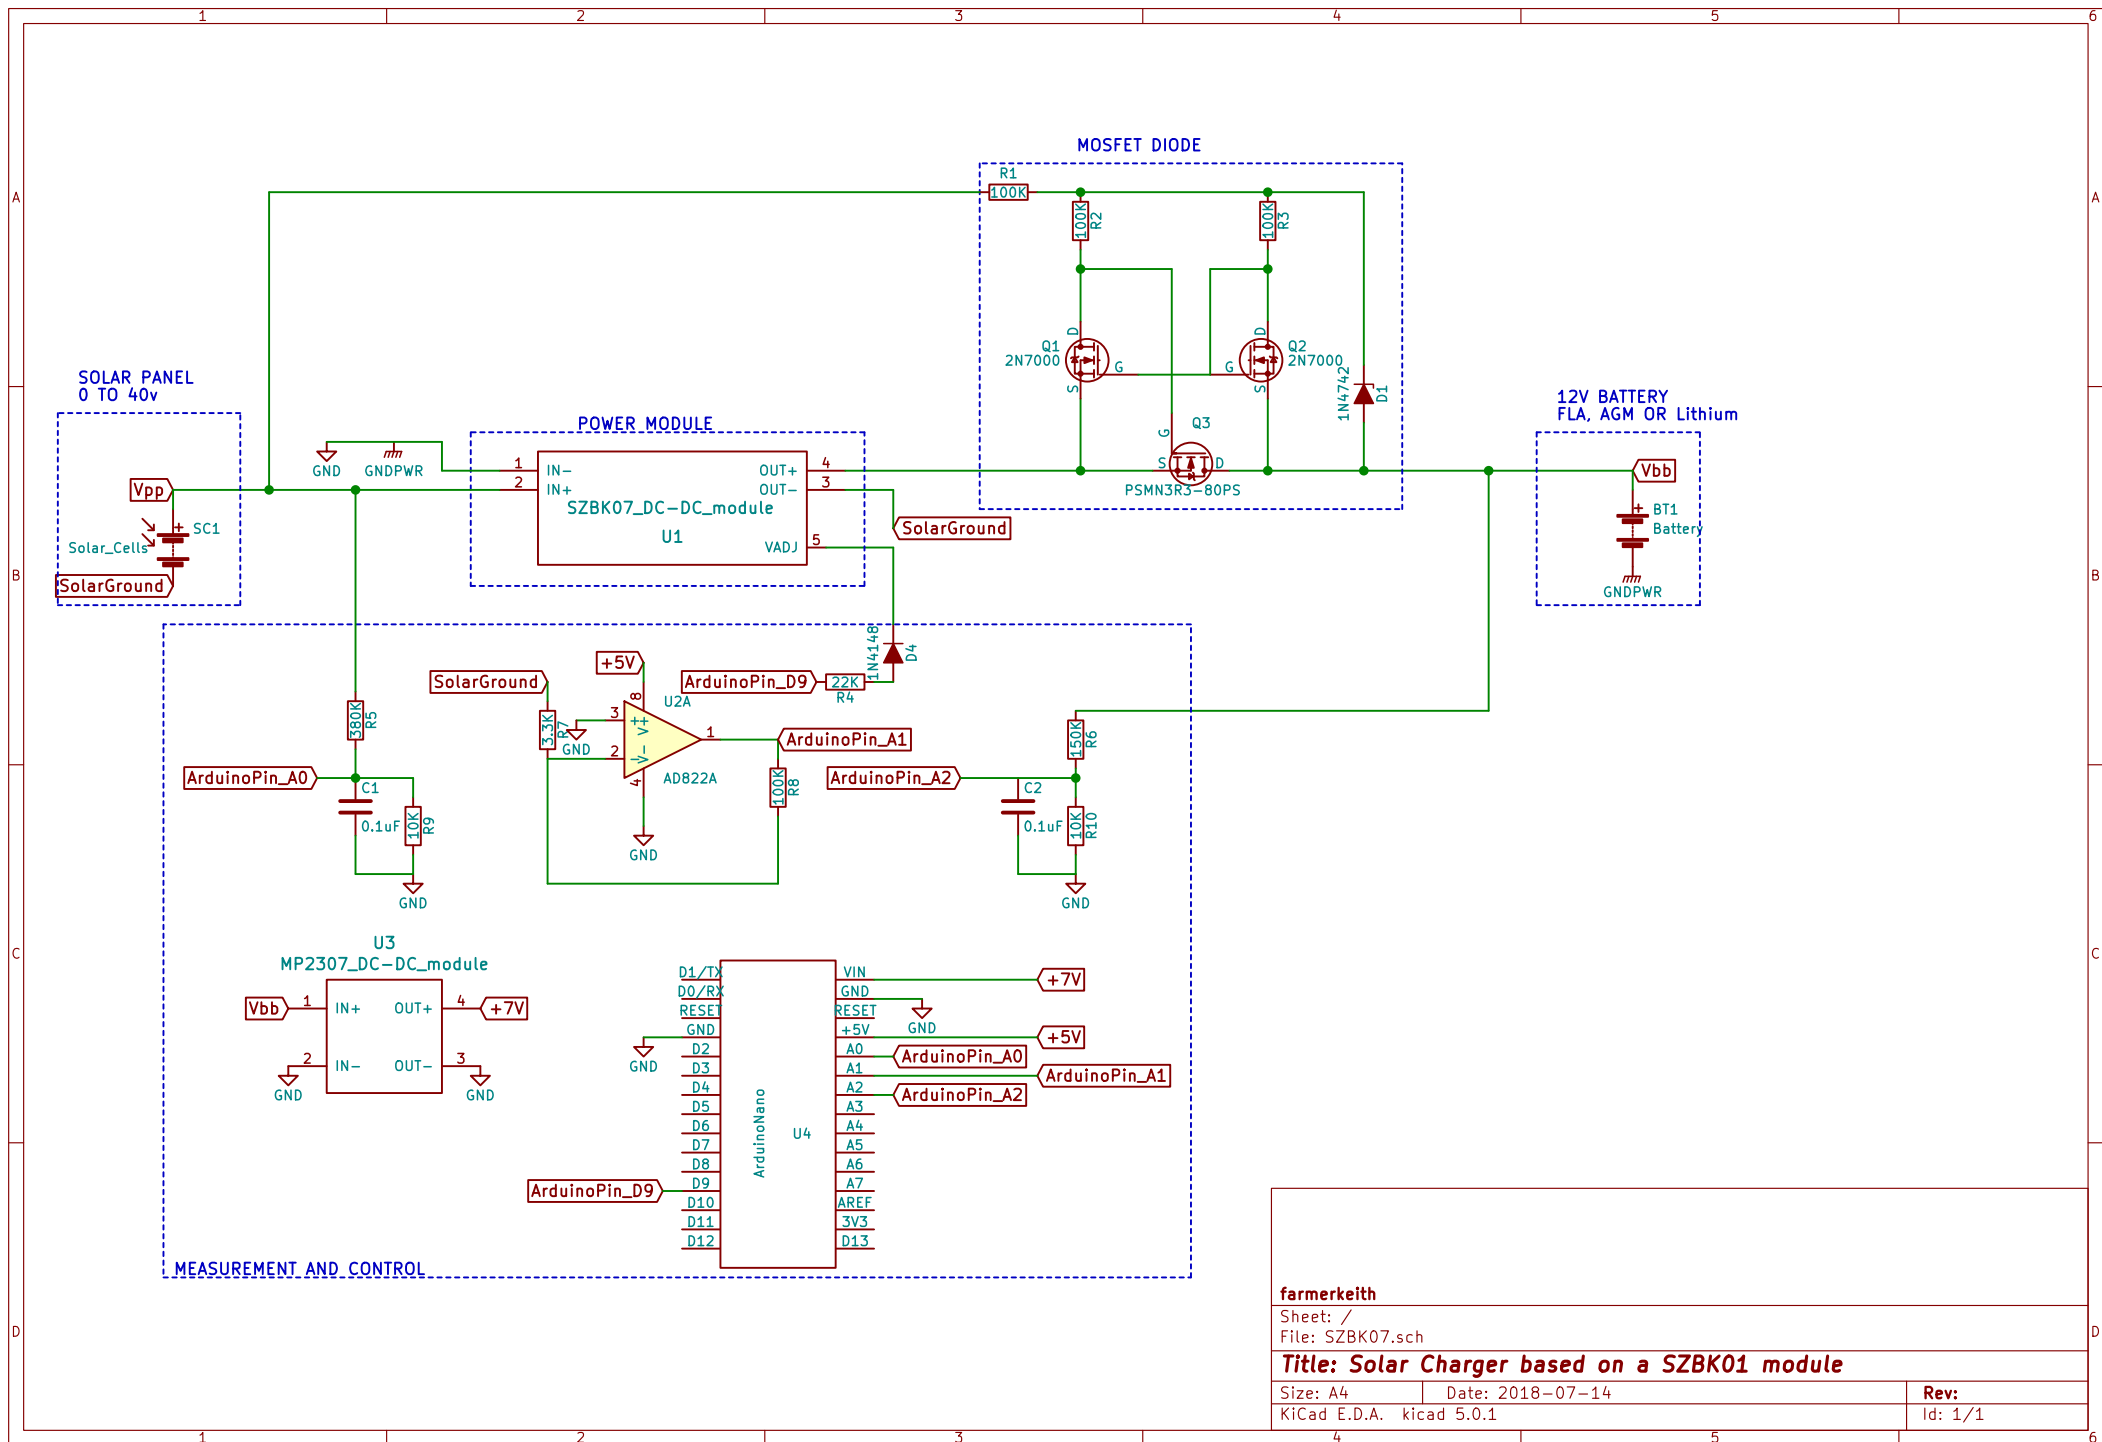 1 2 3 4 5 6
A A
B B
C C
D D
MOSFET DIODE
R1
100K
100K
R2
100K
R3
D
Q1
2N7000
G
S
D
Q2
2N7000
G
S
1N4742
D1
Q3
G
S
D
PSMN3R3-80PS
SOLAR PANEL
0 TO 40v
Vpp
SC1
Solar_Cells
+
SolarGround
GND
GNDPWR
POWER MODULE
1 IN-
2 IN+
OUT+ 4
OUT- 3
SZBK07_DC-DC_module
U1
VADJ 5
SolarGround
12V BATTERY
FLA, AGM OR Lithium
Vbb
+
BT1
Battery
GNDPWR
1N4148
D4
ArduinoPin_D9
22K
R4
SolarGround
+5V
3.3K
R7
GND
8
U2A
3
+
V+
2
-
V-
1
4
AD822A
GND
ArduinoPin_A1
100K
R8
380K
R5
ArduinoPin_A0
C1
0.1uF
10K
R9
GND
150K
R6
ArduinoPin_A2
C2
0.1uF
10K
R10
GND
U3
MP2307_DC-DC_module
Vbb
1
IN+
OUT+
4
+7V
2
IN-
OUT-
3
GND
GND
D1/TX
D0/RX
RESET
GND
D2
D3
D4
D5
D6
D7
D8
D9
D10
D11
D12
GND
ArduinoPin_D9
ArduinoNano
U4
VIN
GND
RESET
+5V
A0
A1
A2
A3
A4
A5
A6
A7
AREF
3V3
D13
+7V
GND
+5V
ArduinoPin_A0
ArduinoPin_A1
ArduinoPin_A2
MEASUREMENT AND CONTROL
farmerkeith
Sheet: /
File: SZBK07.sch
Title: Solar Charger based on a SZBK01 module
Size: A4 Date: 2018-07-14 Rev:
KiCad E.D.A. kicad 5.0.1 Id: 1/1
1 2 3 4 5 6